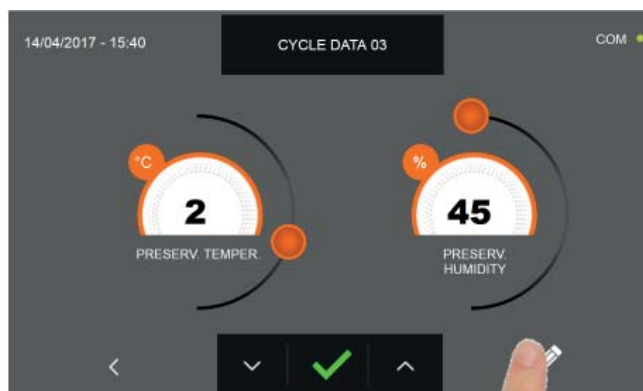 14/04/2017 - 15:40
CYCLE DATA 03
COM
°C
2
PRESERV. TEMPER.
%
45
PRESERV.
HUMIDITY